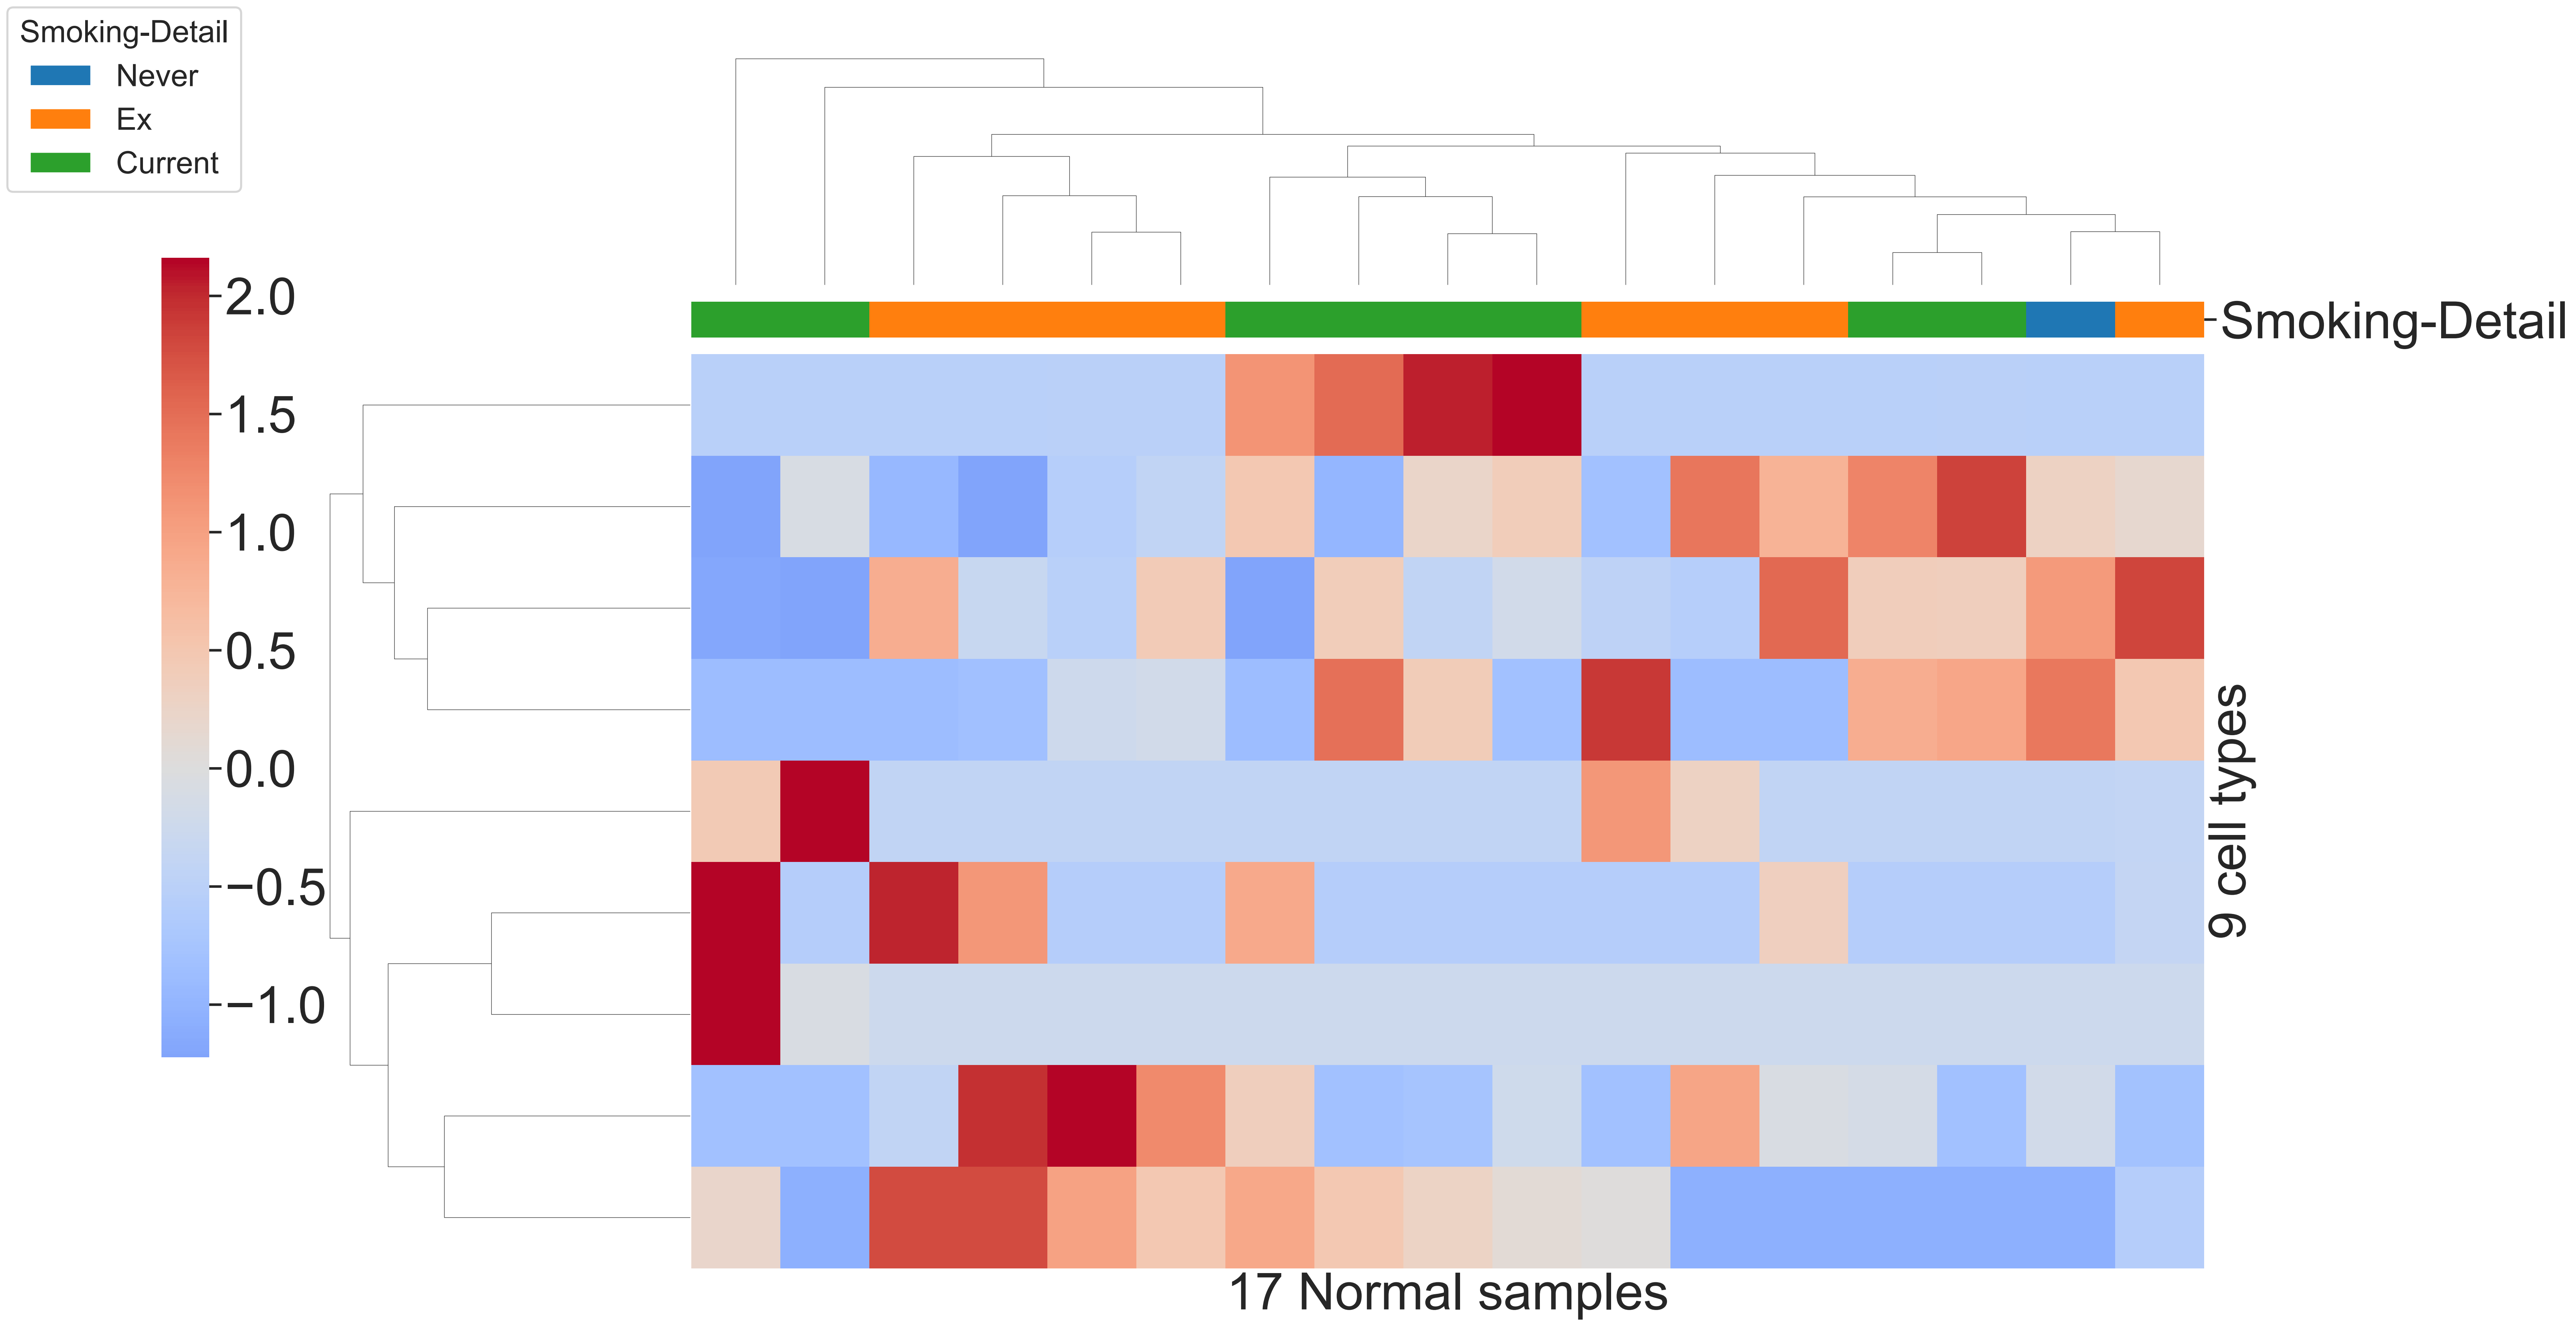 Smoking-Detail
Never
Ex
Current
2.0
1.5
1.0
0.5
0.0
−0.5
−1.0
Smoking-Detail
9 cell types
17 Normal samples